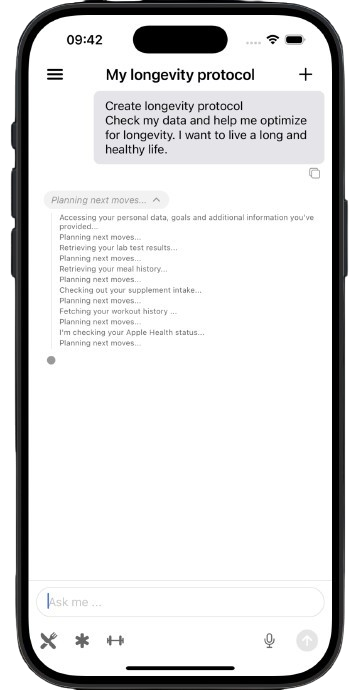 09:42
My longevity protocol
Create longevity protocol
Check my data and help me optimize
for longevity. I want to live a long and
healthy life.
Planning next moves...
Accessing your personal data, goals and additional information you've
provided...
Planning next moves...
Retrieving your lab test results...
Planning next moves...
Retrieving your meal history...
Planning next moves...
Checking out your supplement intake...
Planning next moves...
Fetching your workout history ...
Planning next moves...
I'm checking your Apple Health status...
Planning next moves...
Ask me ...